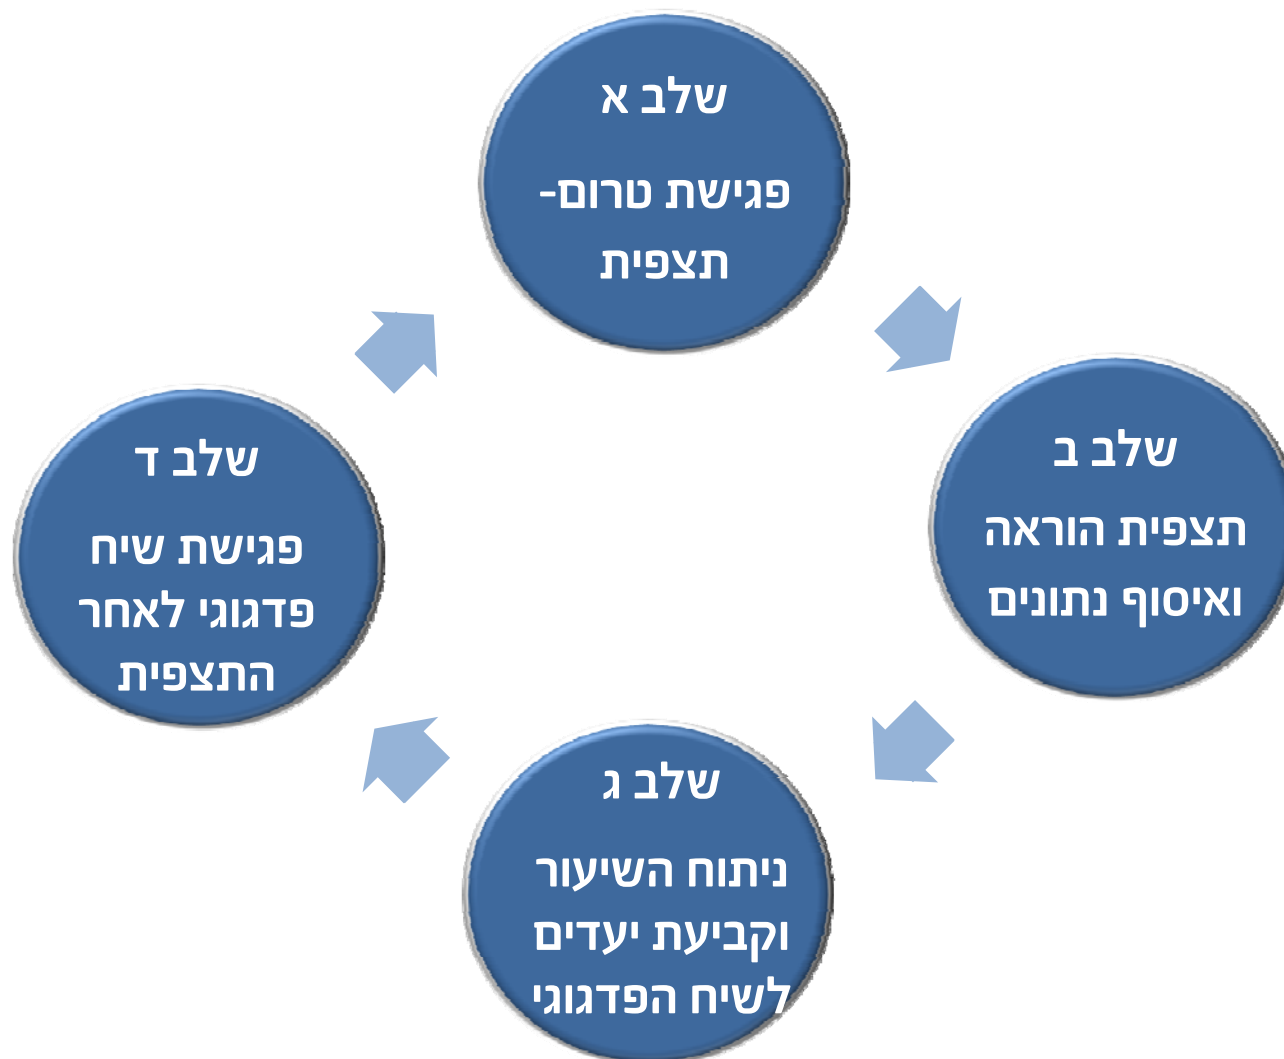 שלב א
פגישת טרום-
תצפית
שלב ב
תצפית הוראה
ואיסוף נתונים
שלב ג
ניתוח השיעור
וקביעת יעדים
לשיח הפדגוגי
שלב ד
פגישת שיח
פדגוגי לאחר
התצפית